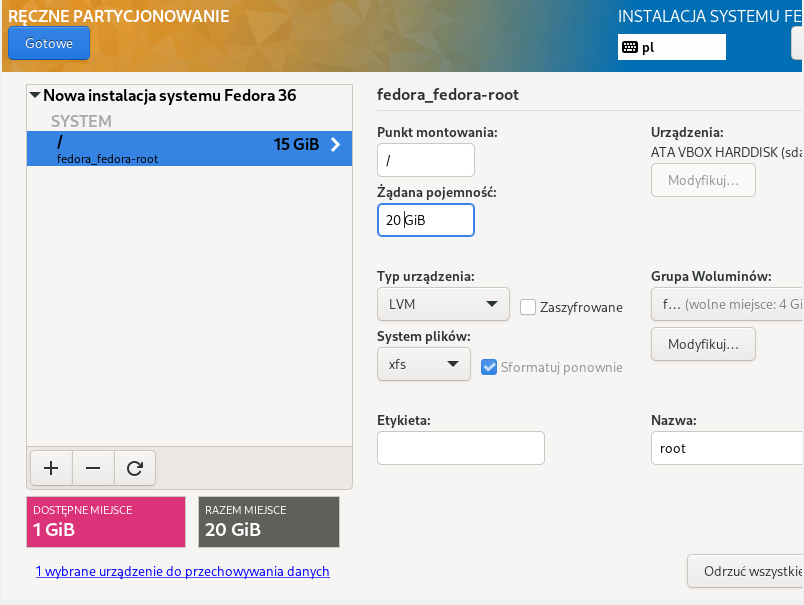 RĘCZNE PARTYCJONOWANIE
INSTALACJA SYSTEMU FE
Gotowe
pl
Nowa instalacja systemu Fedora 36
SYSTEM
/
15 GiB
fedora_fedora-root
fedora_fedora-root
Punkt montowania:
/
Urządzenia:
ATA VBOX HARDDISK (sda
Modyfikuj...
Żądana pojemność:
20 GiB
Typ urządzenia:
LVM
Zaszyfrowane
Grupa Woluminów:
f... (wolne miejsce: 4 Gi
Modyfikuj...
System plików:
xfs
Sformatuj ponownie
Etykieta:
Nazwa:
root
DOSTĘPNE MIEJSCE
1 GiB
RAZEM MIEJSCE
20 GiB
1 wybrane urządzenie do przechowywania danych
Odrzuć wszystkie